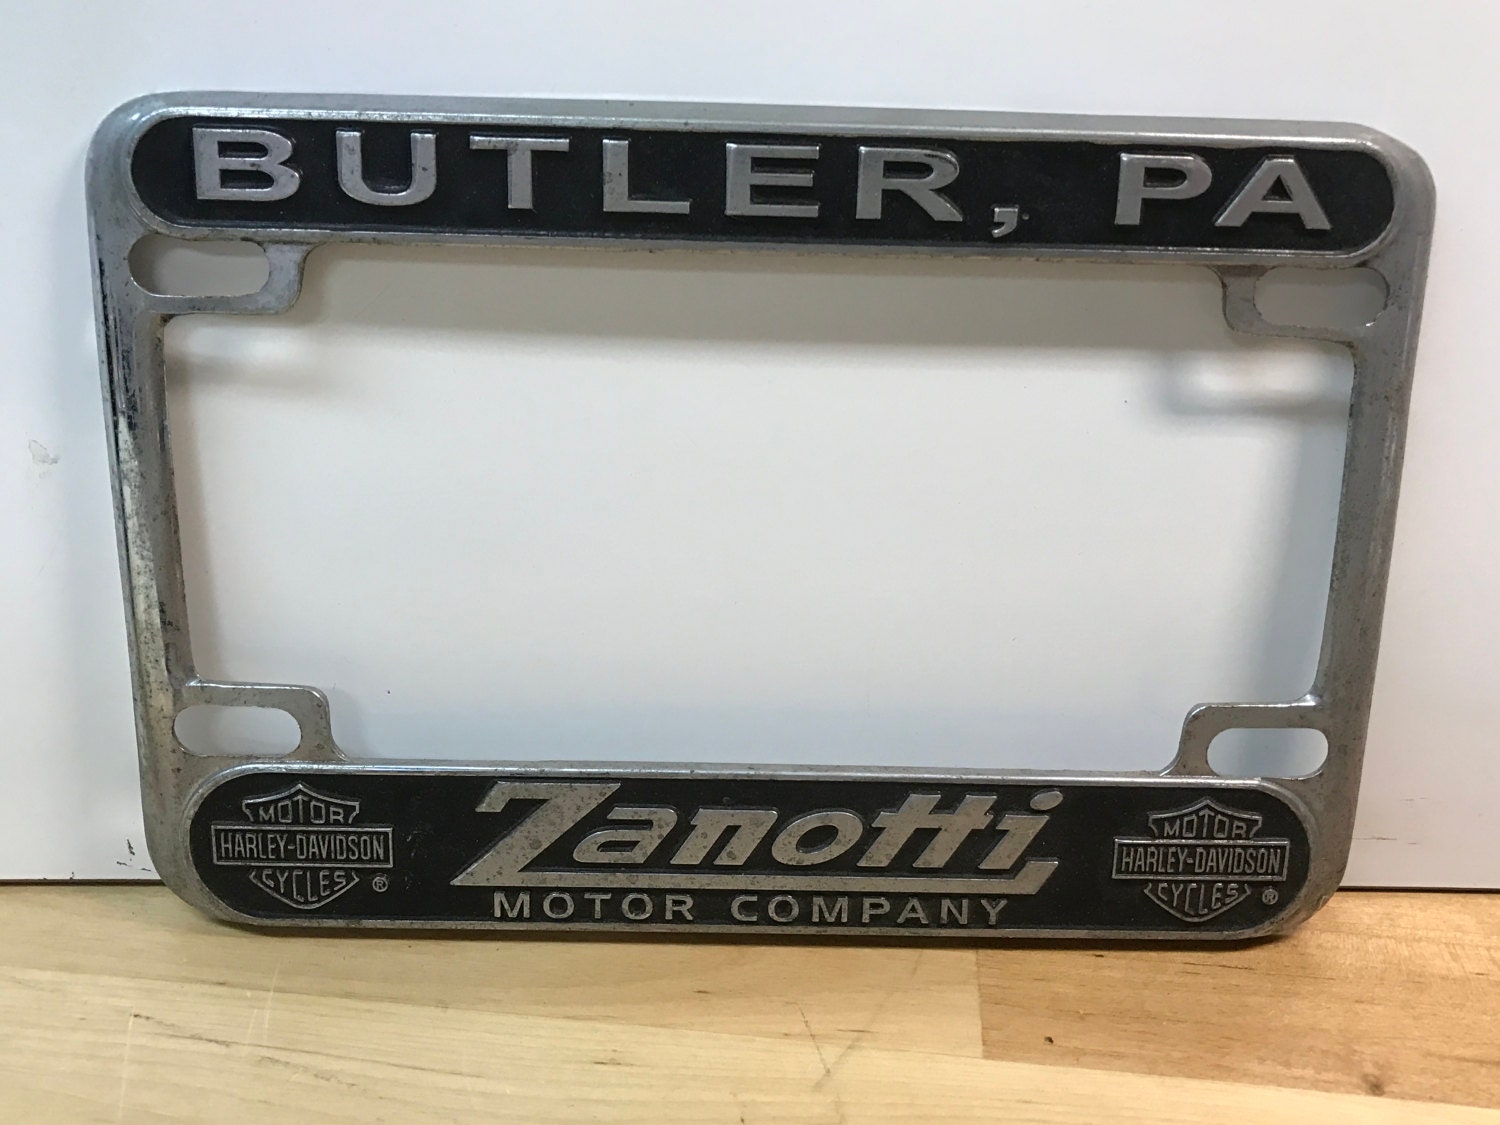 BUTLER, PA
MOTOR
HARLEY-DAVIDSON
CYCLES®
Zanotti
MOTOR COMPANY
MOTOR
HARLEY-DAVIDSON
CYCLES®